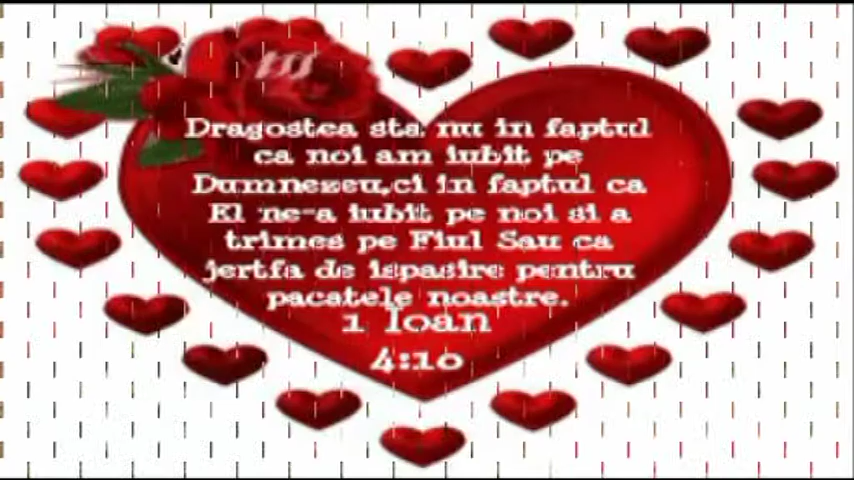 Dragostea sta nu in faptul
ca noi am iubit pe
Dumnezeu,ci in faptul ca
El ne-a iubit pe noi si a
trimes pe Fiul Sau ca
jertfa de ispasire pentru
pacatele noastre.
1 Ioan
4:10